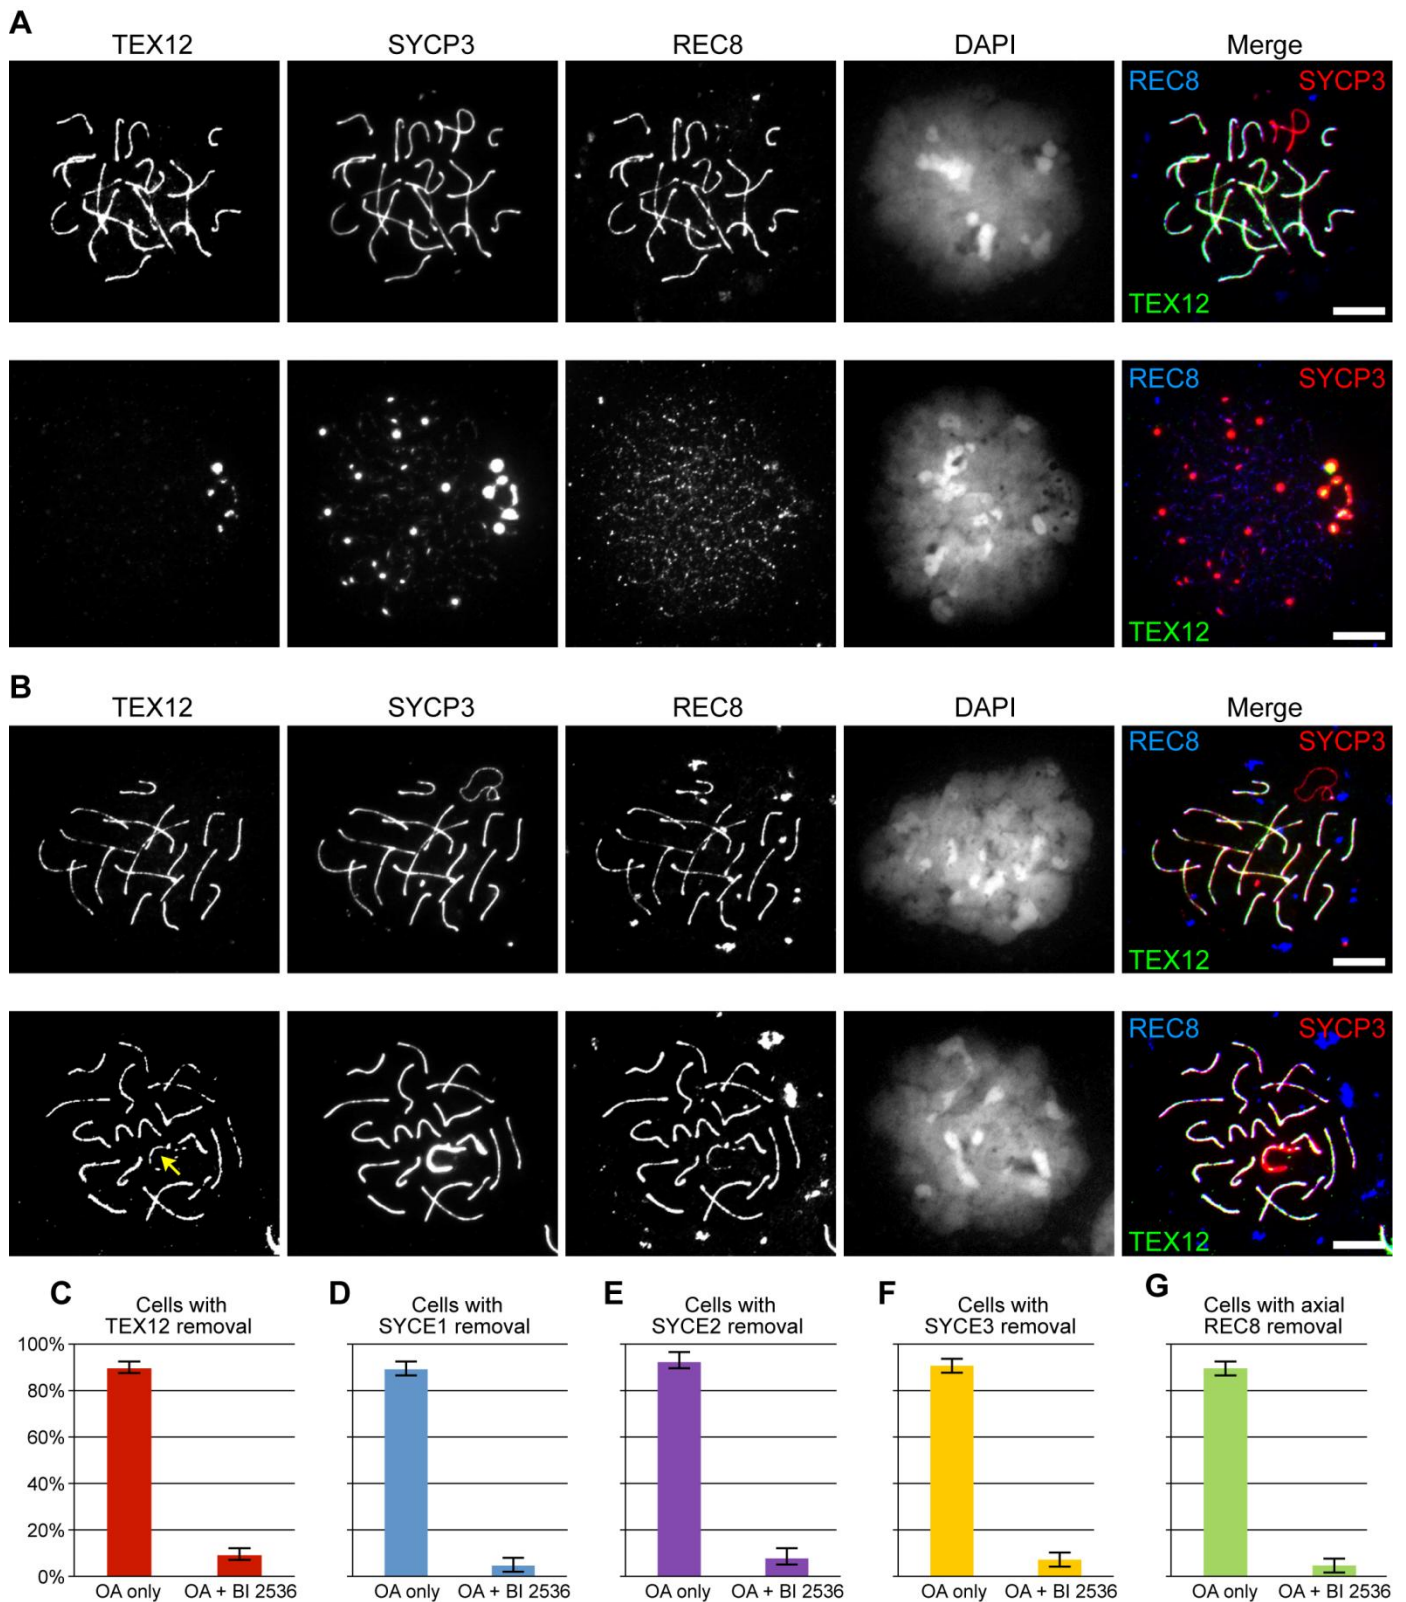 A
TEX12 SYCP3 REC8 DAPI Merge
REC8 SYCP3
TEX12
REC8 SYCP3
TEX12
B
TEX12 SYCP3 REC8 DAPI Merge
REC8 SYCP3
TEX12
REC8 SYCP3
TEX12
C
Cells with
TEX12 removal
100%
80%
60%
40%
20%
0%
OA only OA + BI 2536
D
Cells with
SYCE1 removal
OA only OA + BI 2536
E
Cells with
SYCE2 removal
OA only OA + BI 2536
F
Cells with
SYCE3 removal
OA only OA + BI 2536
G
Cells with axial
REC8 removal
OA only OA + BI 2536